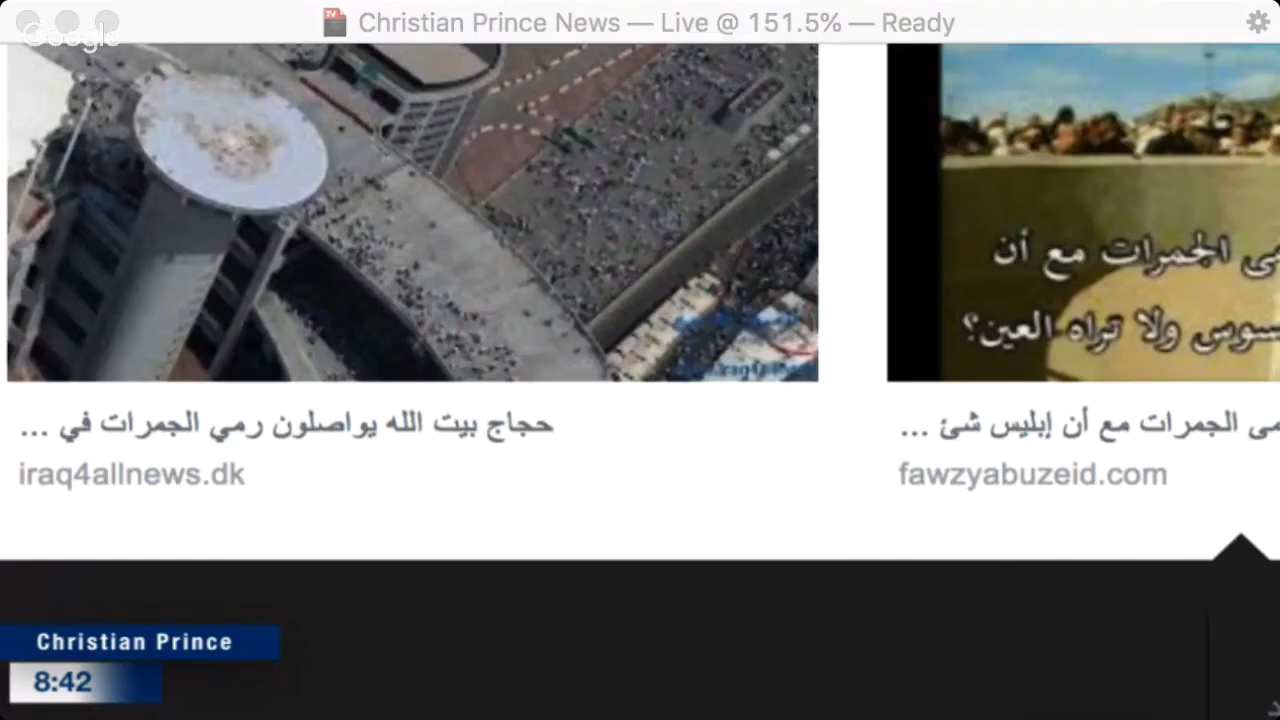 Christian Prince News — Live @ 151.5% — Ready
Google
الجمرات مع أن
ولا تراه العين؟
حجاج بيت الله يواصلون رمي الجمرات في ...
الجمرات مع أن إبليس شئ ...
iraq4allnews.dk
fawzyabuzeid.com
Christian Prince
8:42